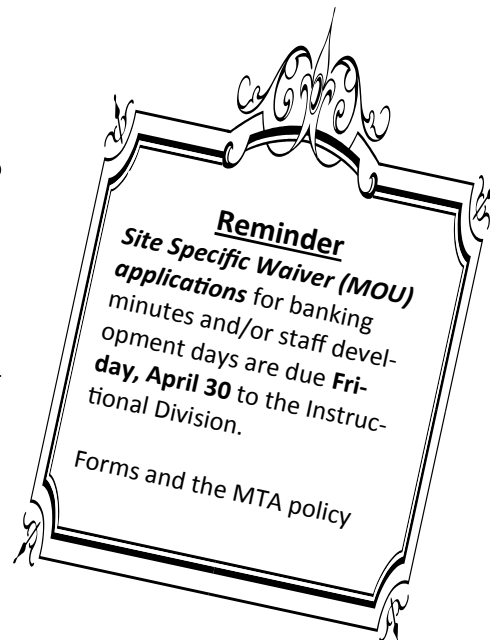 Reminder
Site Specific Waiver (MOU)
applications for banking
minutes and/or staff devel-
opment days are due Fri-
day, April 30 to the Instruc-
tional Division.
Forms and the MTA policy